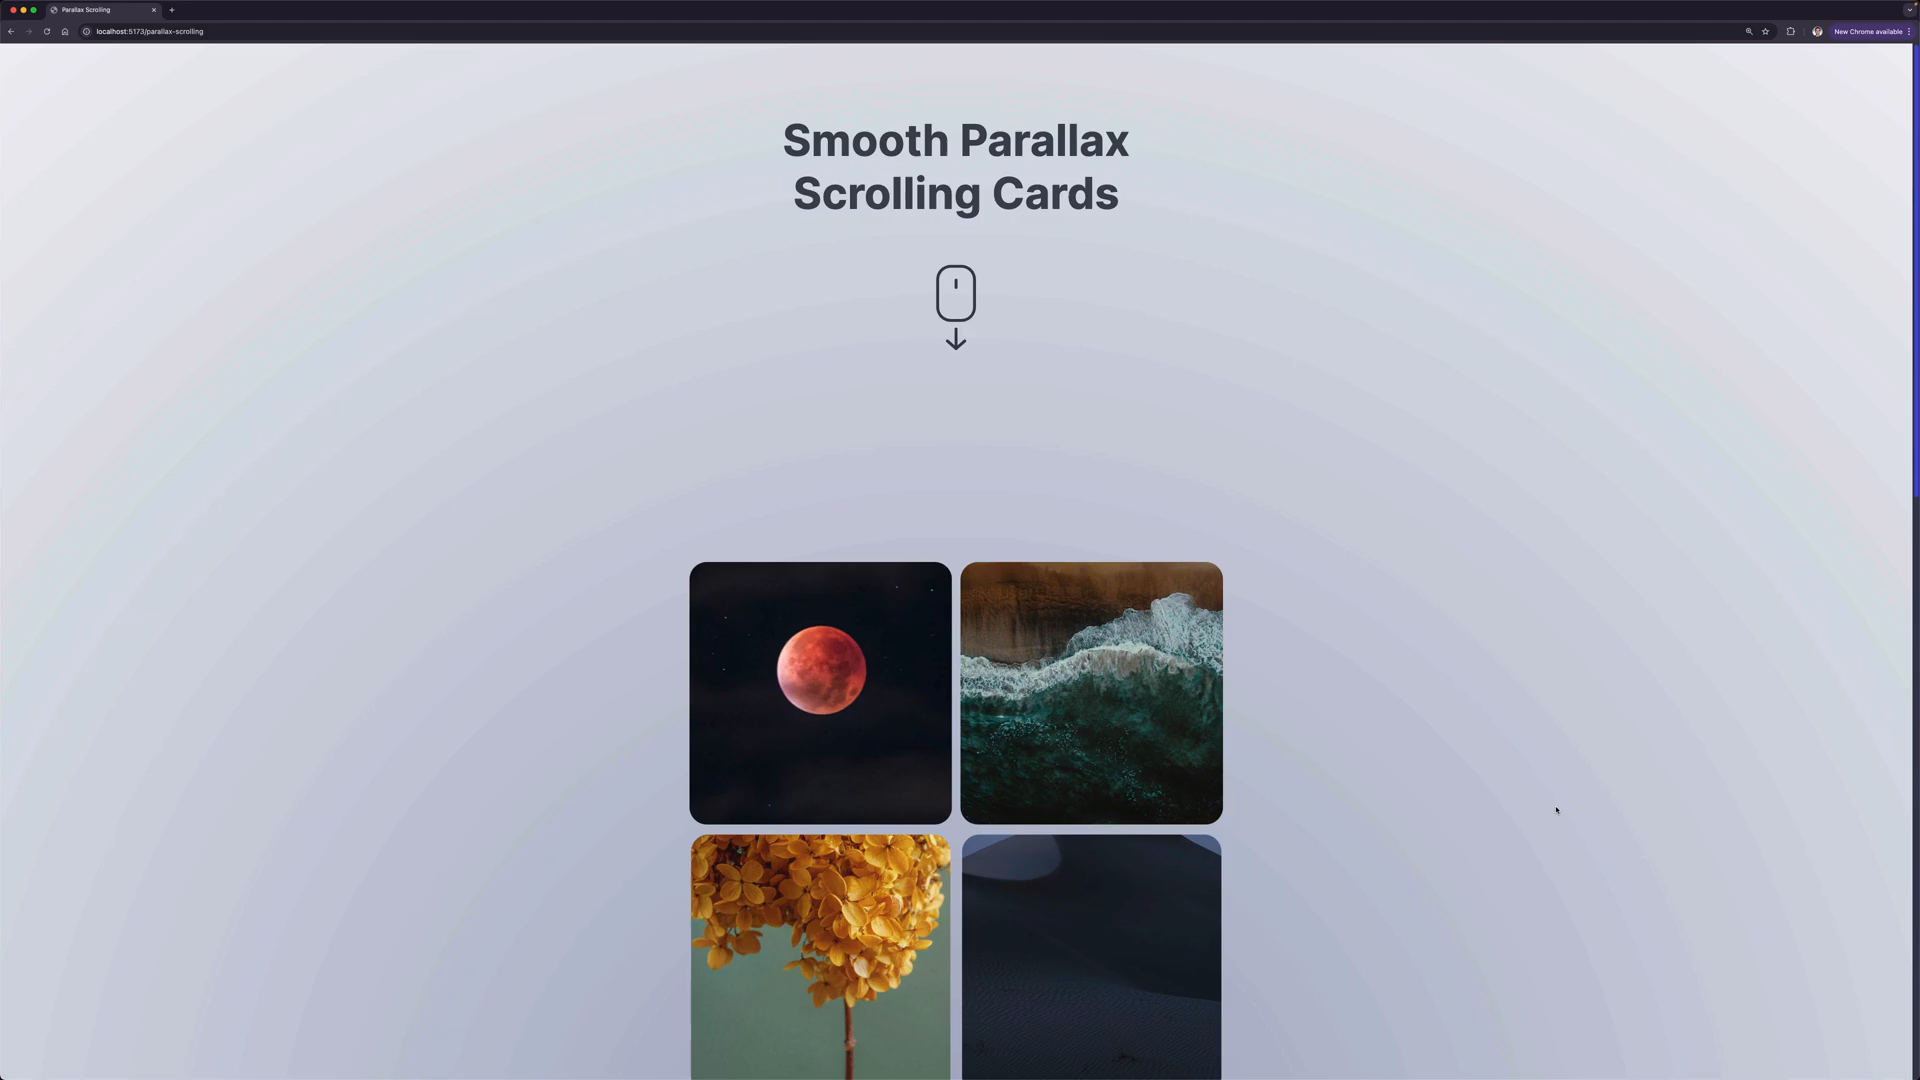 Parallax Scrolling
localhost:5173/parallax-scrolling
New Chrome available
Smooth Parallax
Scrolling Cards